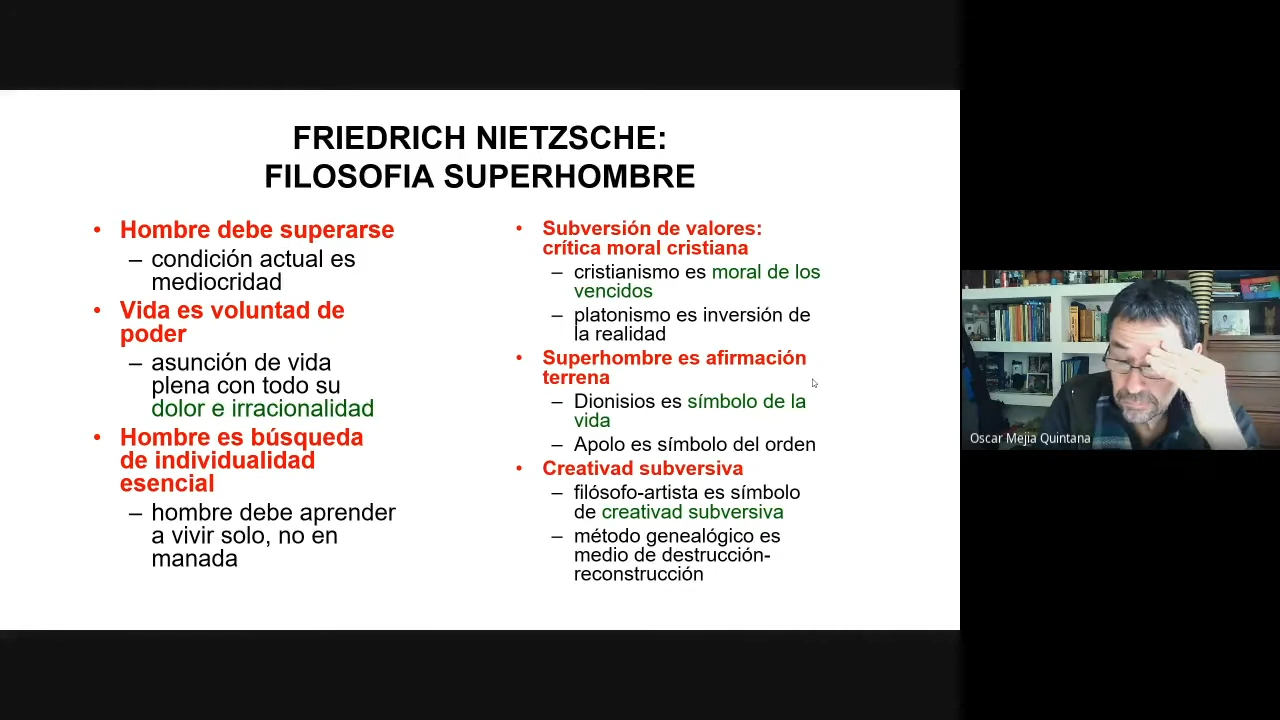 FRIEDRICH NIETZSCHE:
FILOSOFIA SUPERHOMBRE
• Hombre debe superarse
– condición actual es
mediocridad
• Vida es voluntad de
poder
– asunción de vida
plena con todo su
dolor e irracionalidad
• Hombre es búsqueda
de individualidad
esencial
– hombre debe aprender
a vivir solo, no en
manada
• Subversión de valores:
crítica moral cristiana
– cristianismo es moral de los
vencidos
– platonismo es inversión de
la realidad
• Superhombre es afirmación
terrena
– Dionisios es símbolo de la
vida
– Apolo es símbolo del orden
• Creativad subversiva
– filósofo-artista es símbolo
de creativad subversiva
– método genealógico es
medio de destrucción-
reconstrucción
Oscar Mejia Quintana